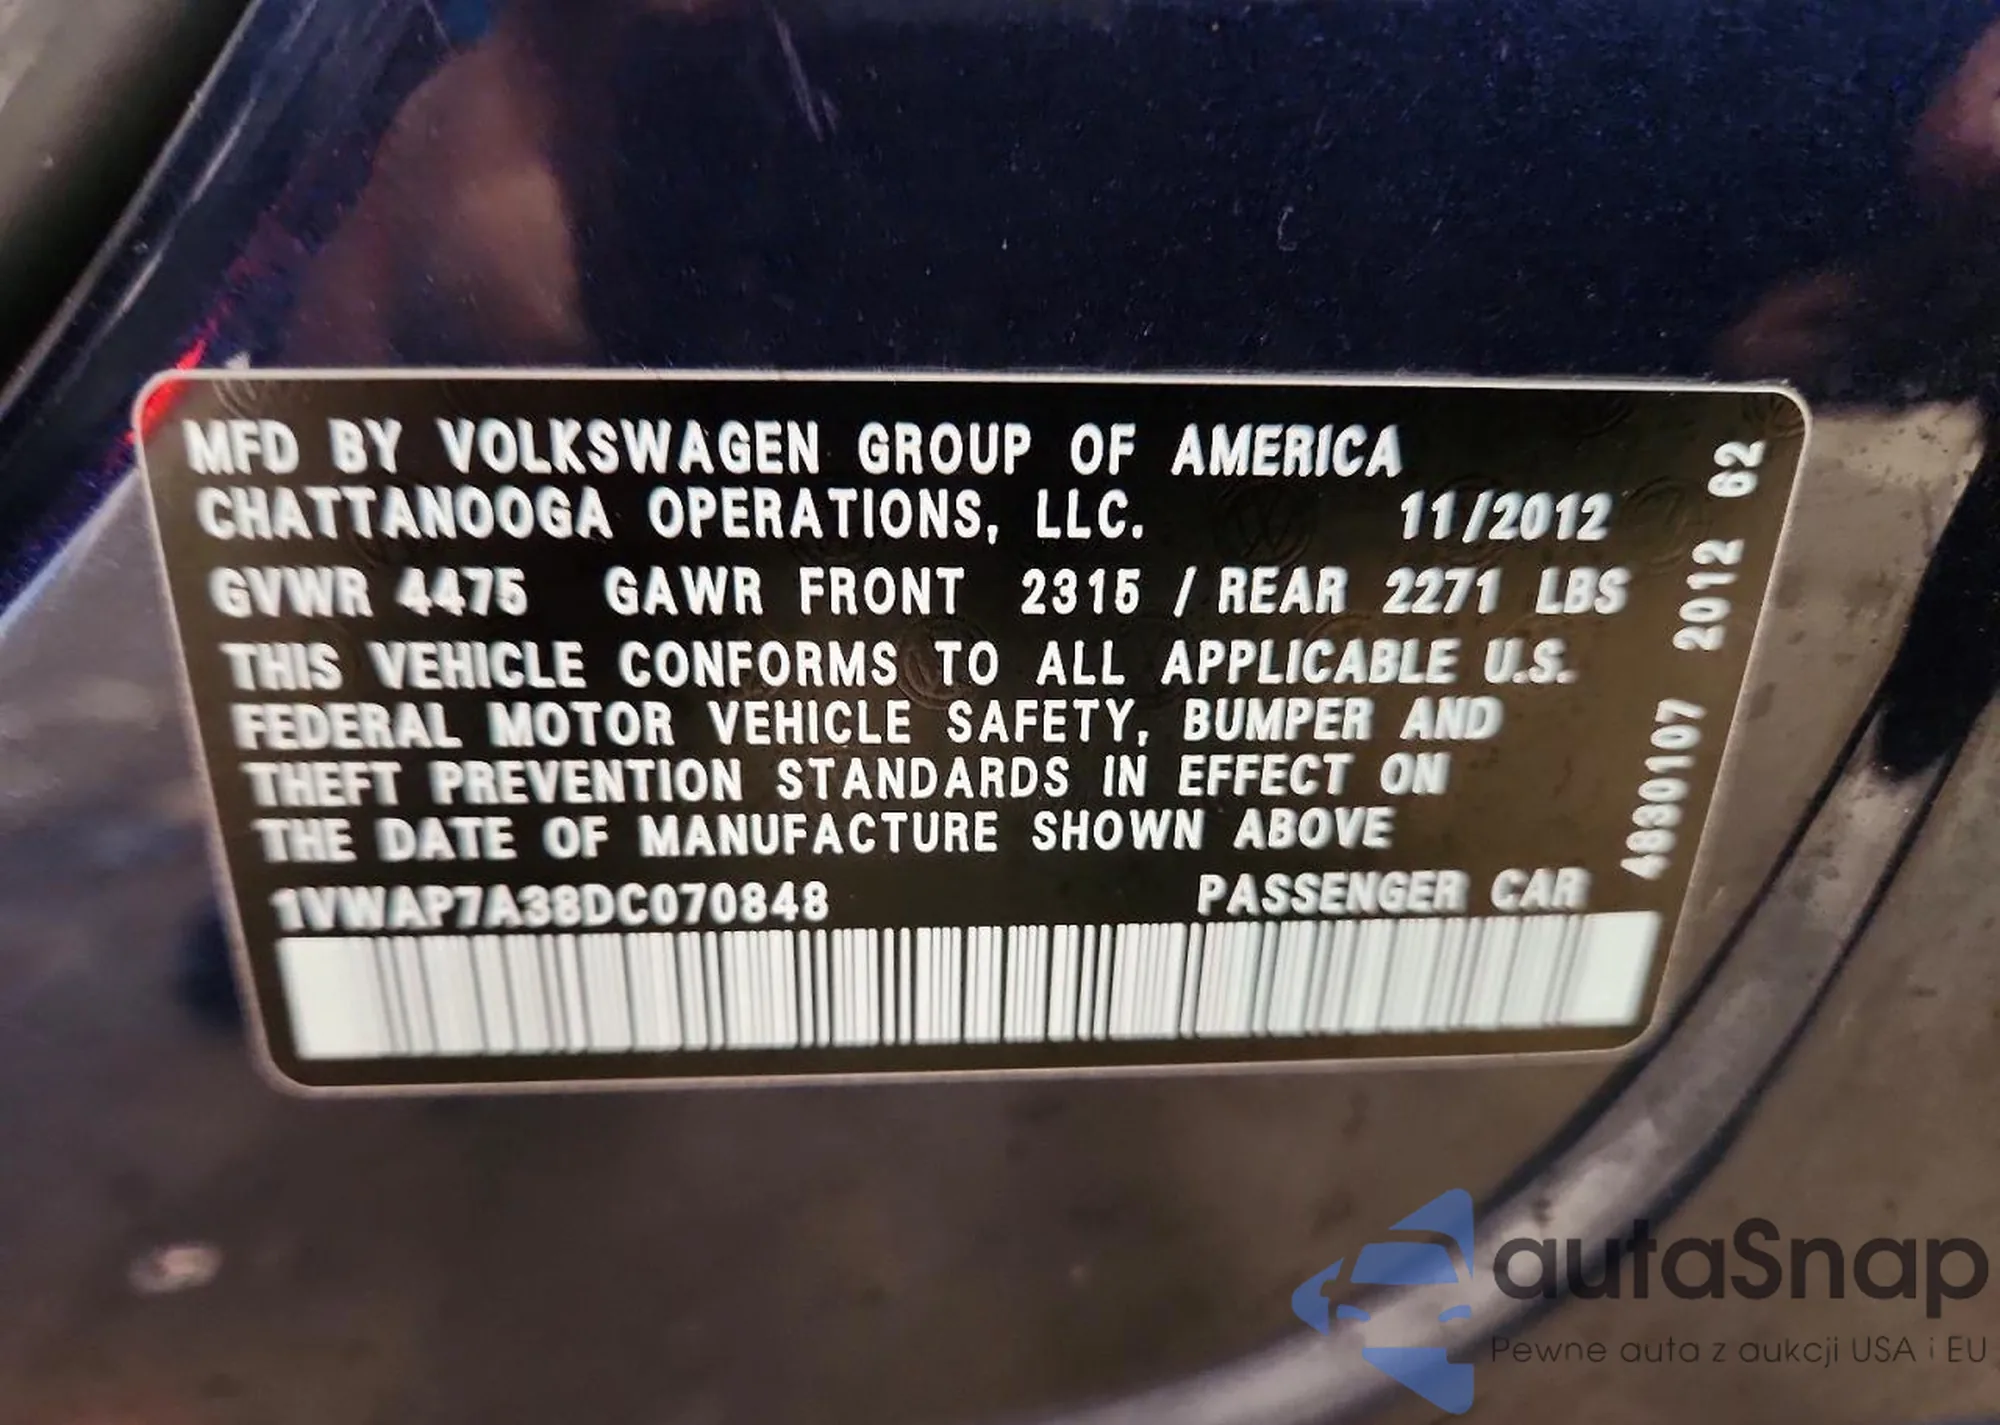 MFD BY VOLKSWAGEN GROUP OF AMERICA
CHATTANOOGA OPERATIONS, LLC. 11/2012
GVWR 4475 GAWR FRONT 2315 / REAR 2271 LBS
THIS VEHICLE CONFORMS TO ALL APPLICABLE U.S.
FEDERAL MOTOR VEHICLE SAFETY, BUMPER AND
THEFT PREVENTION STANDARDS IN EFFECT ON
THE DATE OF MANUFACTURE SHOWN ABOVE
1VWAP7A38DC070848 PASSENGER CAR
4830107 2012 62
autaSnap
Pewne auta z aukcji USA i EU